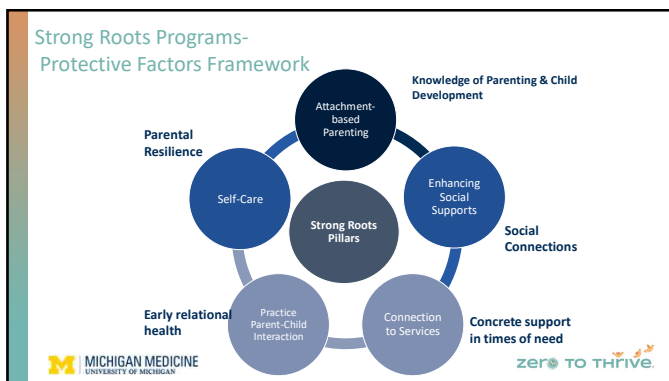 Strong Roots Programs-
Protective Factors Framework
Attachment-
based
Parenting
Knowledge of Parenting & Child
Development
Parental
Resilience
Self-Care
Enhancing
Social
Supports
Strong Roots
Pillars
Social
Connections
Early relational
health
Practice
Parent-Child
Interaction
Connection
to Services
Concrete support
in times of need
M
MICHIGAN MEDICINE
UNIVERSITY OF MICHIGAN
zero to thrive